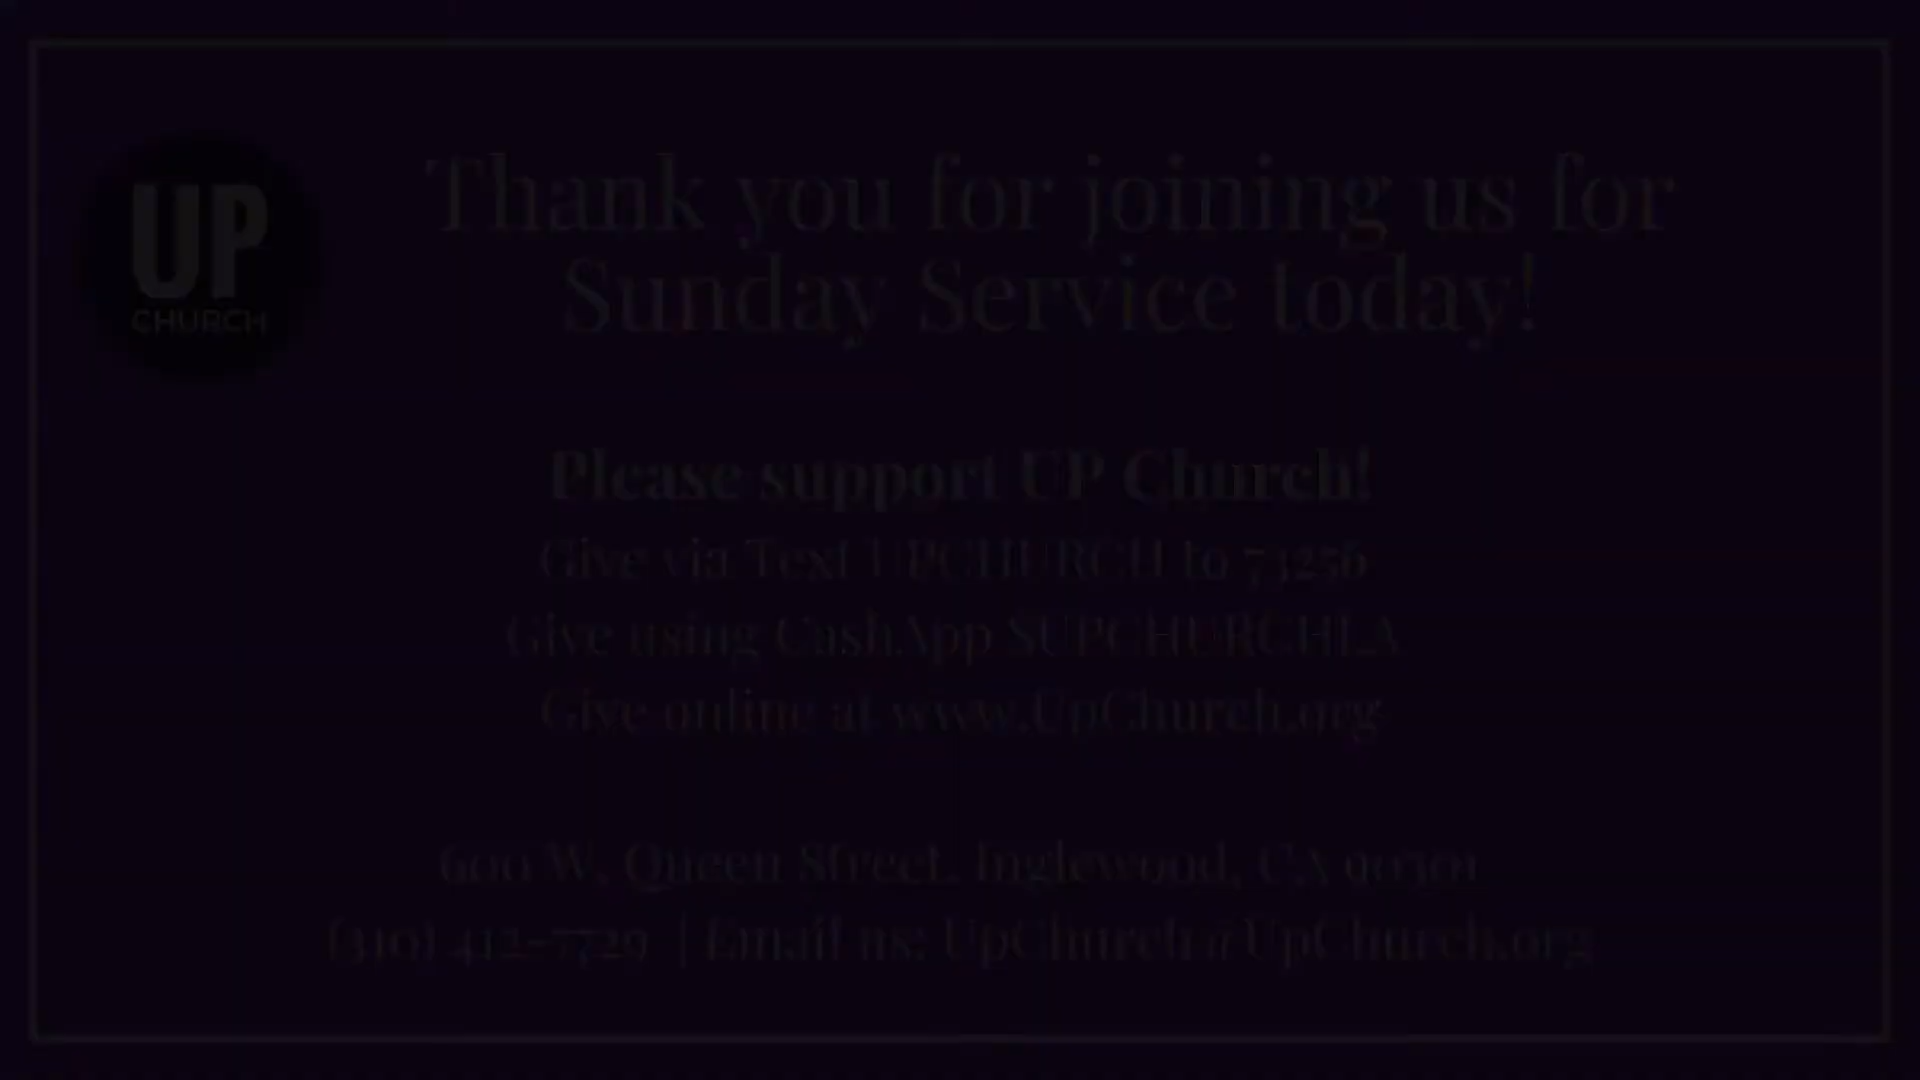 UP
CHURCH
Thank you for joining us for
Sunday Service today!
Please support UP Church!
Give via Text UPCHURCH to 73256
Give using CashApp $UPCHURCHLA
Give online at www.UpChurch.org
600 W. Queen Street, Inglewood, CA 90301
(310) 412-7729 | Email us: UpChurch@UpChurch.org